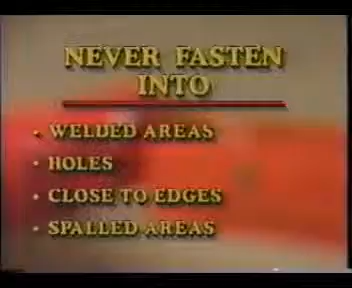 NEVER FASTEN
INTO
• WELDED AREAS
• HOLES
• CLOSE TO EDGES
• SPALLED AREAS